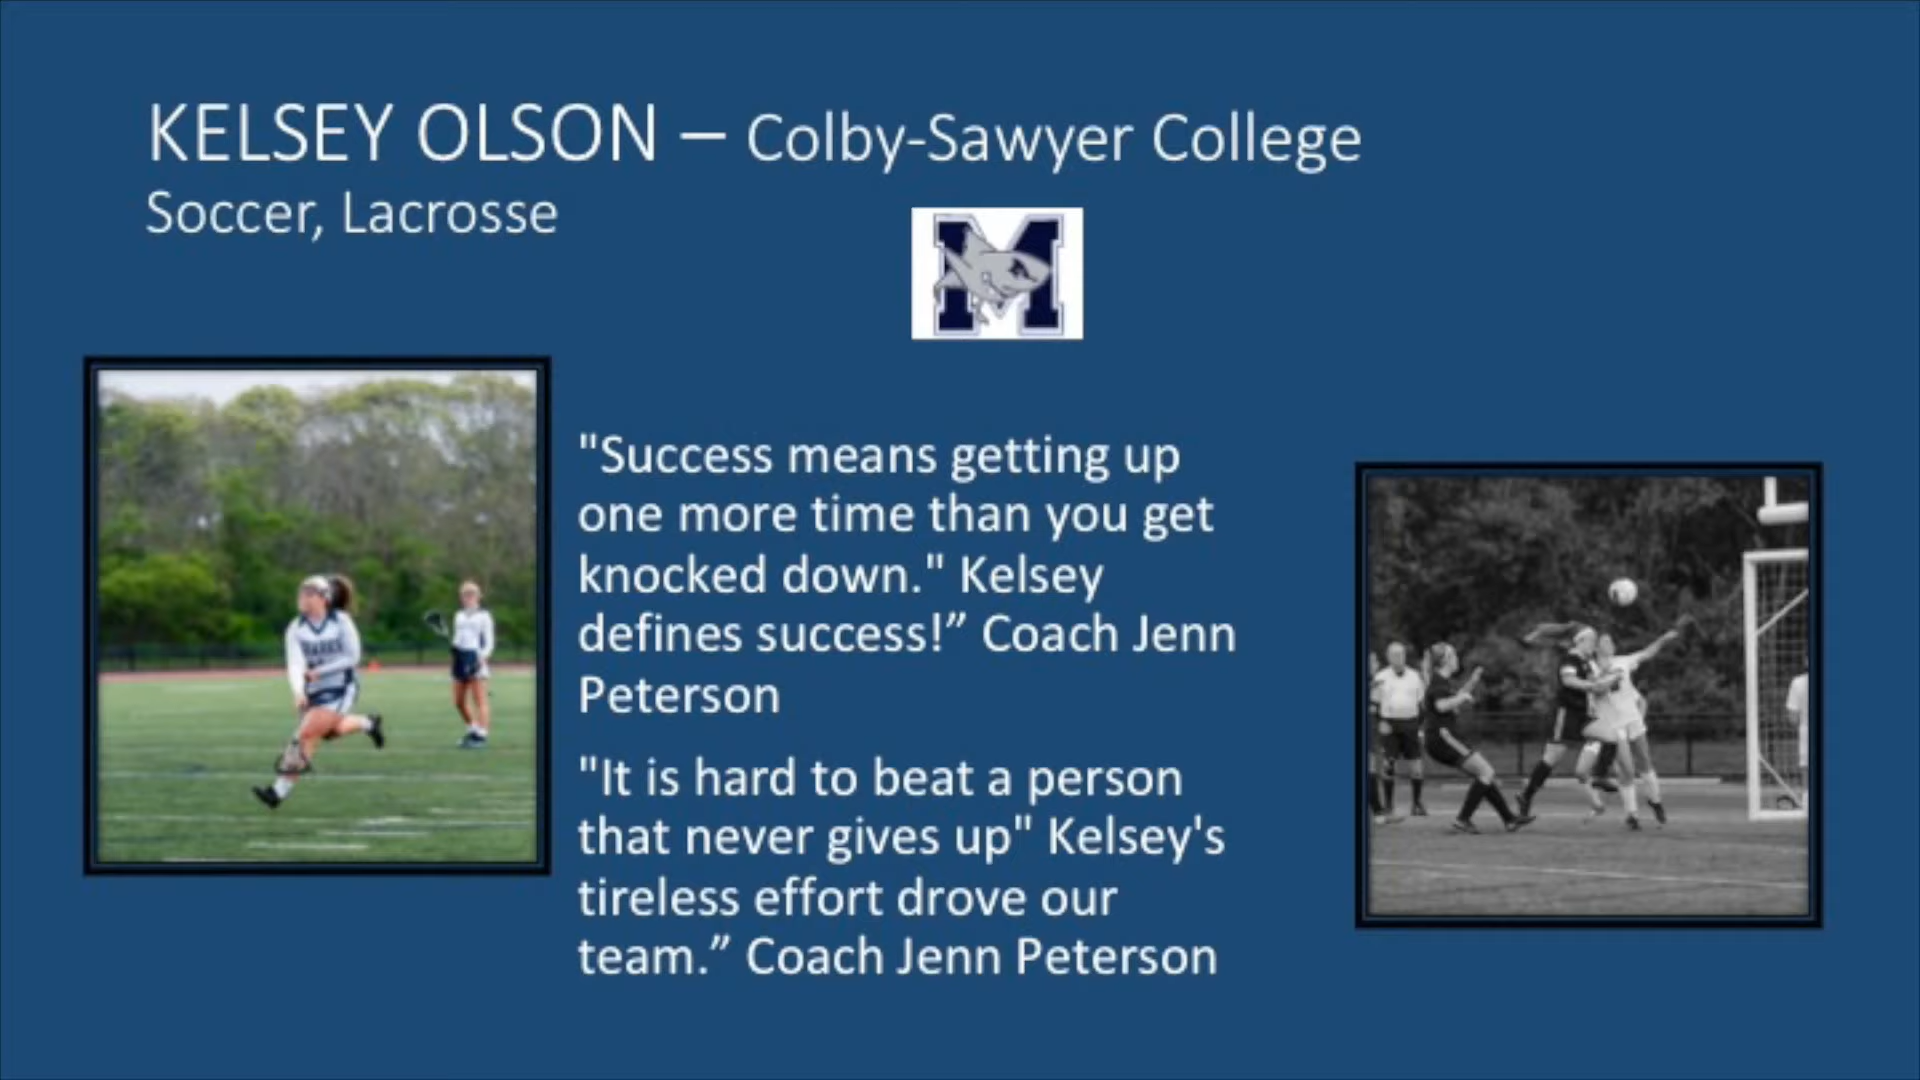 KELSEY OLSON – Colby-Sawyer College
Soccer, Lacrosse
M
"Success means getting up
one more time than you get
knocked down." Kelsey
defines success!” Coach Jenn
Peterson
"It is hard to beat a person
that never gives up" Kelsey's
tireless effort drove our
team.” Coach Jenn Peterson